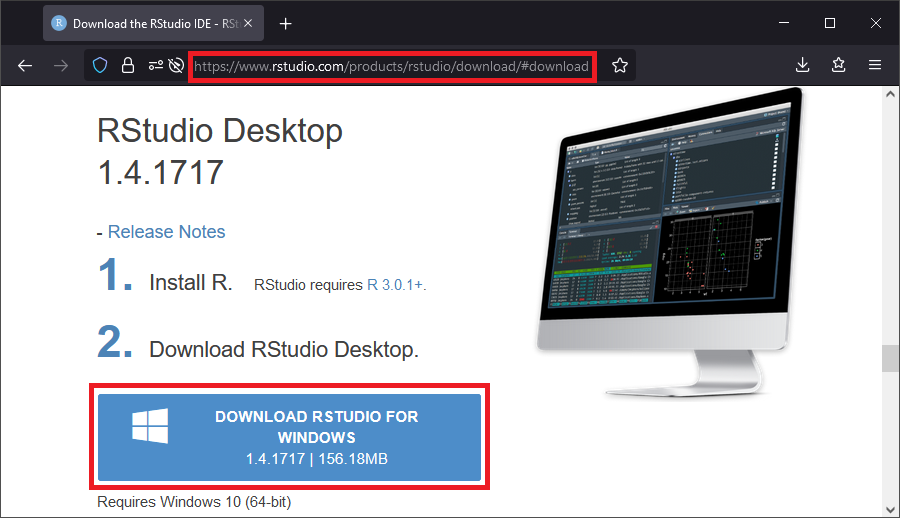 Download the RStudio IDE - RSt
https://www.rstudio.com/products/rstudio/download/#download
RStudio Desktop
1.4.1717
- Release Notes
1. Install R. RStudio requires R 3.0.1+.
2. Download RStudio Desktop.
DOWNLOAD RSTUDIO FOR
WINDOWS
1.4.1717 | 156.18MB
Requires Windows 10 (64-bit)